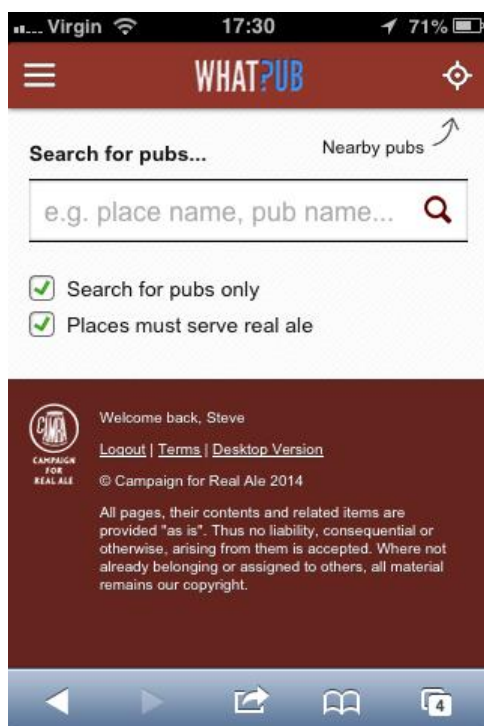 .... Virgin 17:30 71%
WHAT?UB
Nearby pubs
Search for pubs...
e.g. place name, pub name...
Search for pubs only
Places must serve real ale
CAMRA
CAMPAIGN
FOR
REAL ALE
Welcome back, Steve
Logout | Terms | Desktop Version
© Campaign for Real Ale 2014
All pages, their contents and related items are
provided "as is". Thus no liability, consequential or
otherwise, arising from them is accepted. Where not
already belonging or assigned to others, all material
remains our copyright.
4